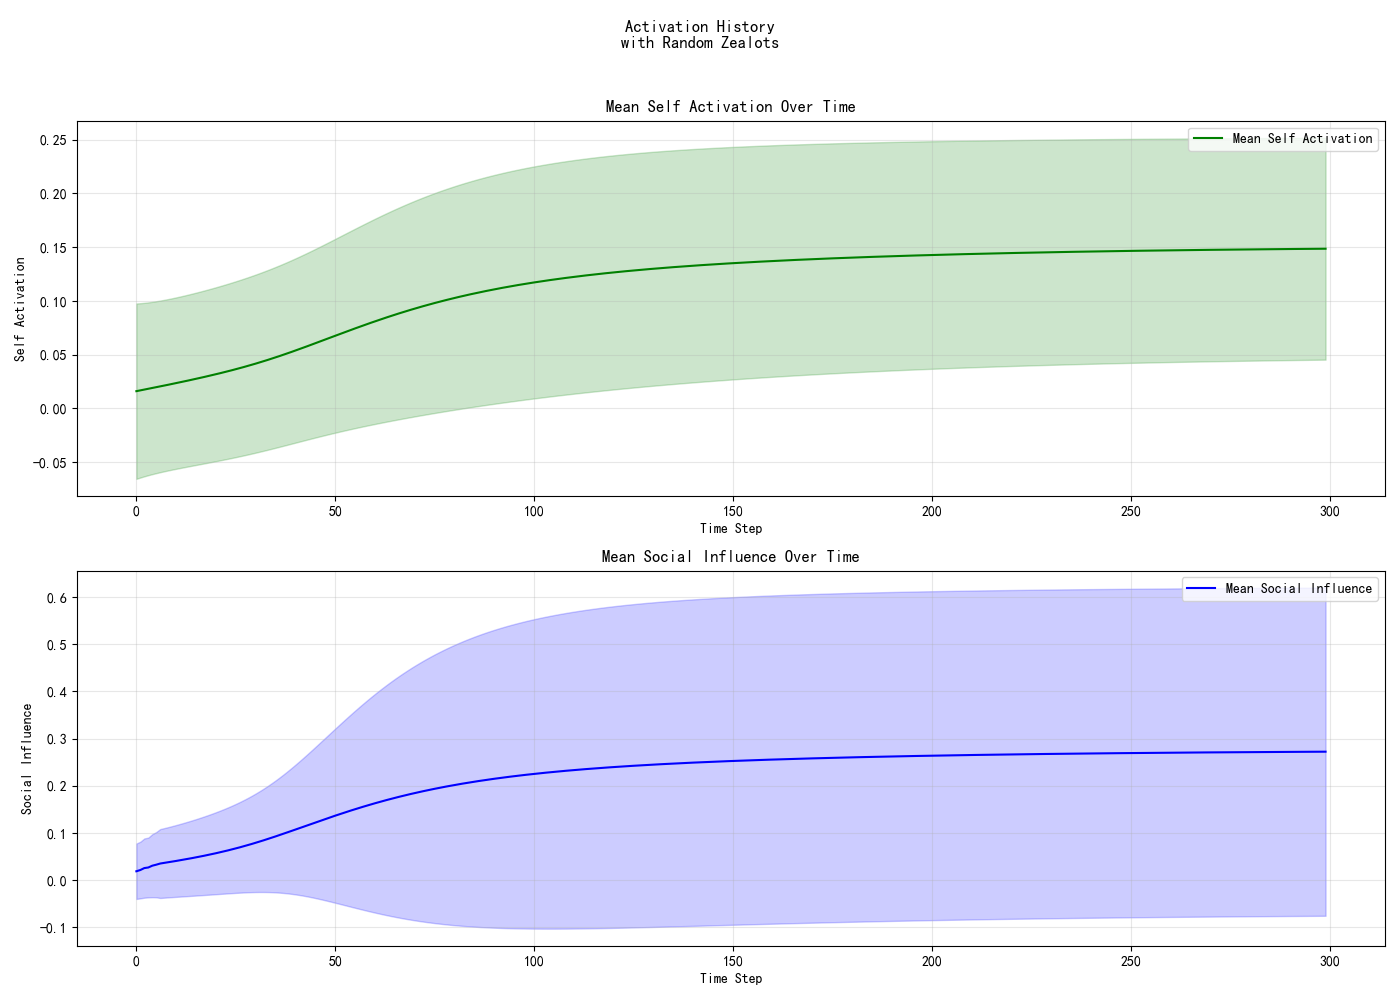 Activation History
with Random Zealots
Mean Self Activation Over Time
Mean Self Activation
Self Activation
0.25
0.20
0.15
0.10
0.05
0.00
−0.05
0 50 100 150 200 250 300
Time Step
Mean Social Influence Over Time
Mean Social Influence
Social Influence
0.6
0.5
0.4
0.3
0.2
0.1
0.0
−0.1
0 50 100 150 200 250 300
Time Step